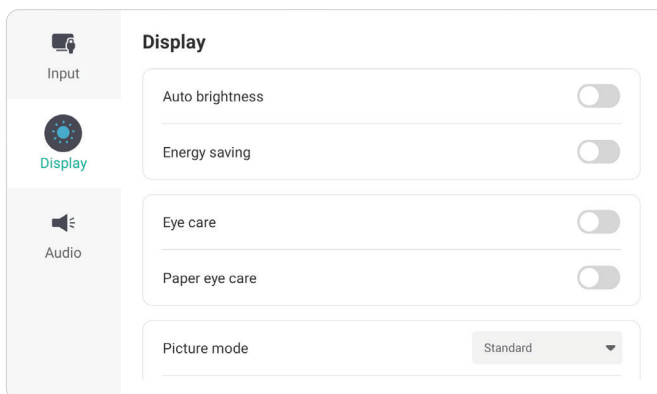 Input
Display
Audio
Display
Auto brightness
Energy saving
Eye care
Paper eye care
Picture mode Standard